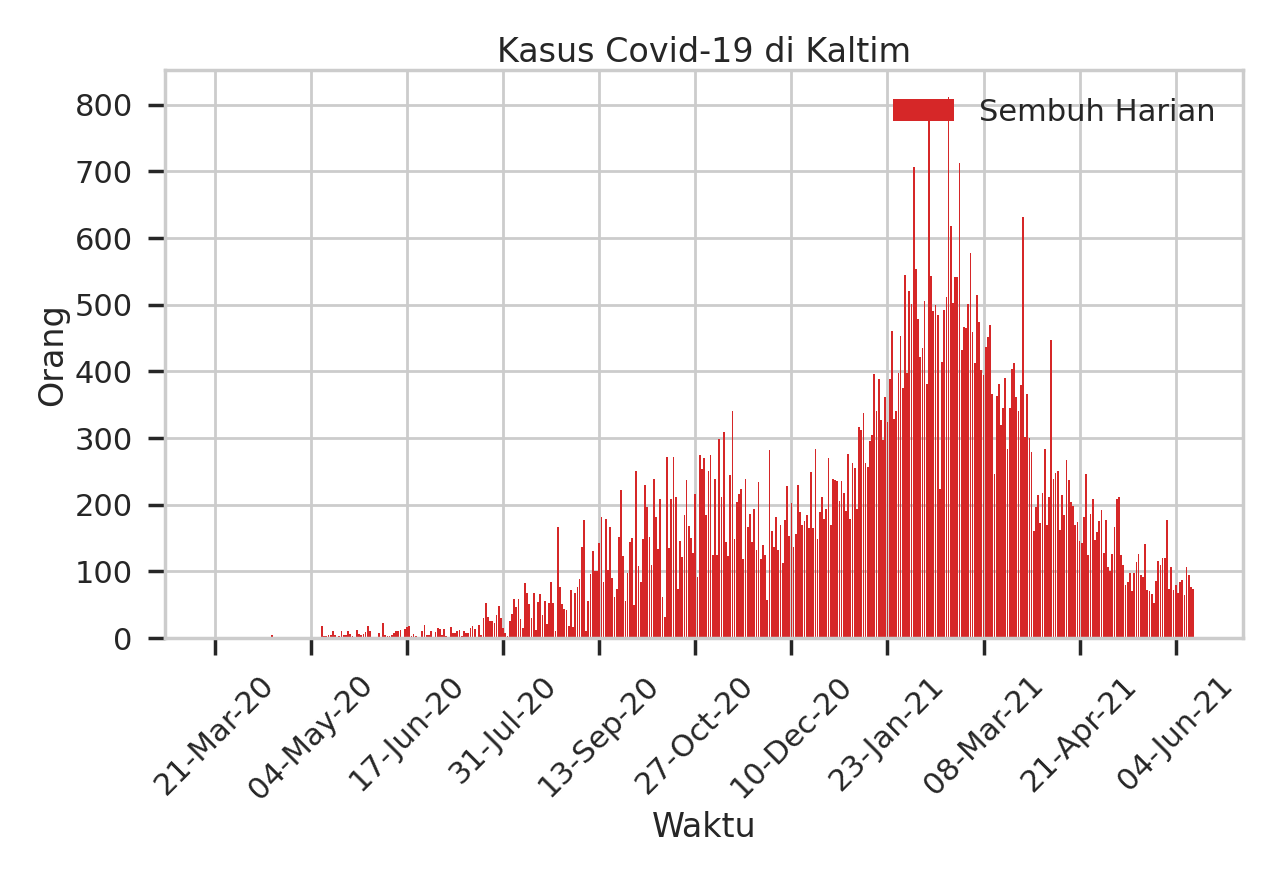 Kasus Covid-19 di Kaltim
Sembuh Harian
Orang
800
700
600
500
400
300
200
100
0
21-Mar-20
04-May-20
17-Jun-20
31-Jul-20
13-Sep-20
27-Oct-20
10-Dec-20
23-Jan-21
08-Mar-21
21-Apr-21
04-Jun-21
Waktu